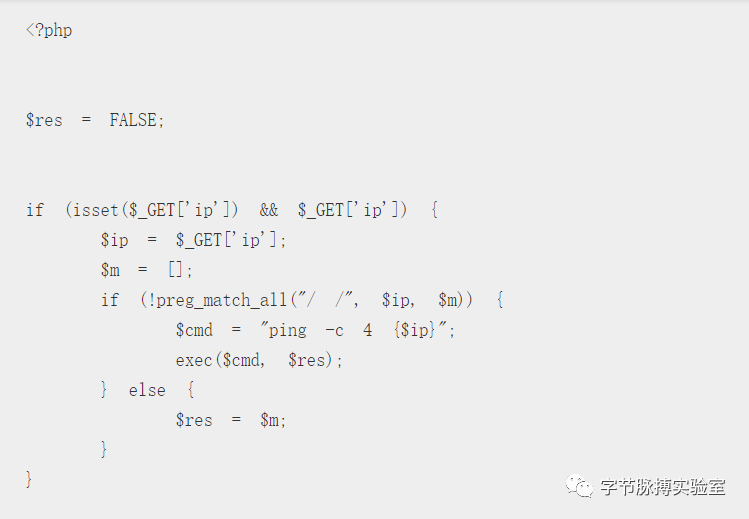 <?php
$res = FALSE;
if (isset($_GET['ip']) && $_GET['ip']) {
$ip = $_GET['ip'];
$m = [];
if (!preg_match_all("/ /", $ip, $m)) {
$cmd = "ping -c 4 {$ip}";
exec($cmd, $res);
} else {
$res = $m;
}
}
字节脉搏实验室